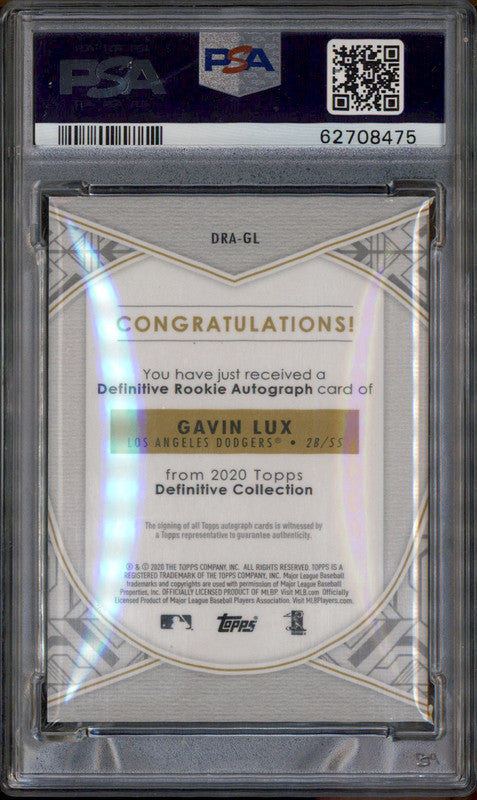 PSA
PSA
62708475
DRA-GL
CONGRATULATIONS!
You have just received a
Definitive Rookie Autograph card of
GAVIN LUX
LOS ANGELES DODGERS® • 28/55
from 2020 Topps
Definitive Collection
The signing of all Topps autograph cards is witnessed by
a Topps representative to guarantee authenticity.
® & © 2020 THE TOPPS COMPANY, INC. ALL RIGHTS RESERVED. TOPPS IS A
REGISTERED TRADEMARK OF THE TOPPS COMPANY, INC. Major League Baseball
trademarks and copyrights are used with permission of Major League Baseball
Properties, Inc. OFFICIALLY LICENSED PRODUCT OF MLBP. Visit MLB.com Officially
Licensed Product of Major League Baseball Players Association. Visit MLBPlayers.com
Topps
PSA